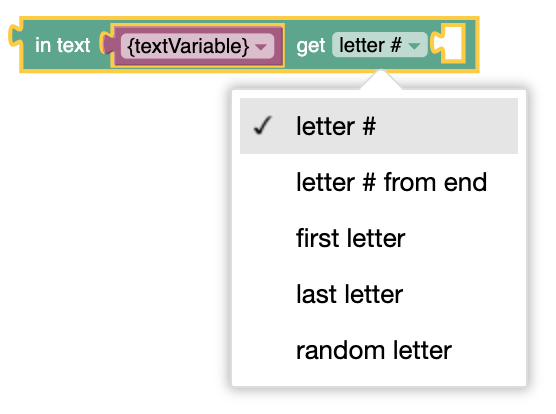 in text {textVariable} get letter #
letter #
letter # from end
first letter
last letter
random letter